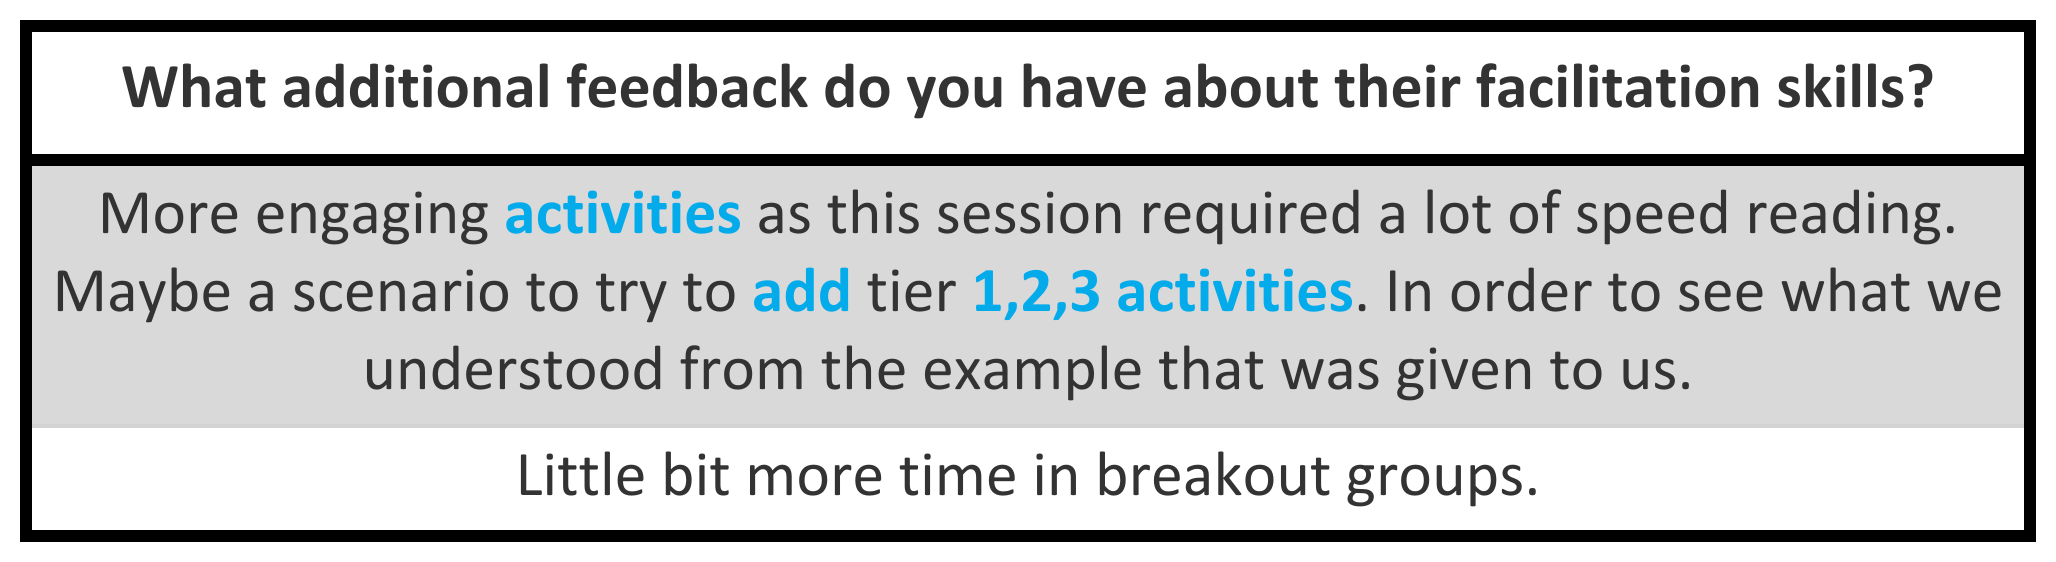 What additional feedback do you have about their facilitation skills?
More engaging activities as this session required a lot of speed reading.
Maybe a scenario to try to add tier 1,2,3 activities. In order to see what we
understood from the example that was given to us.
Little bit more time in breakout groups.